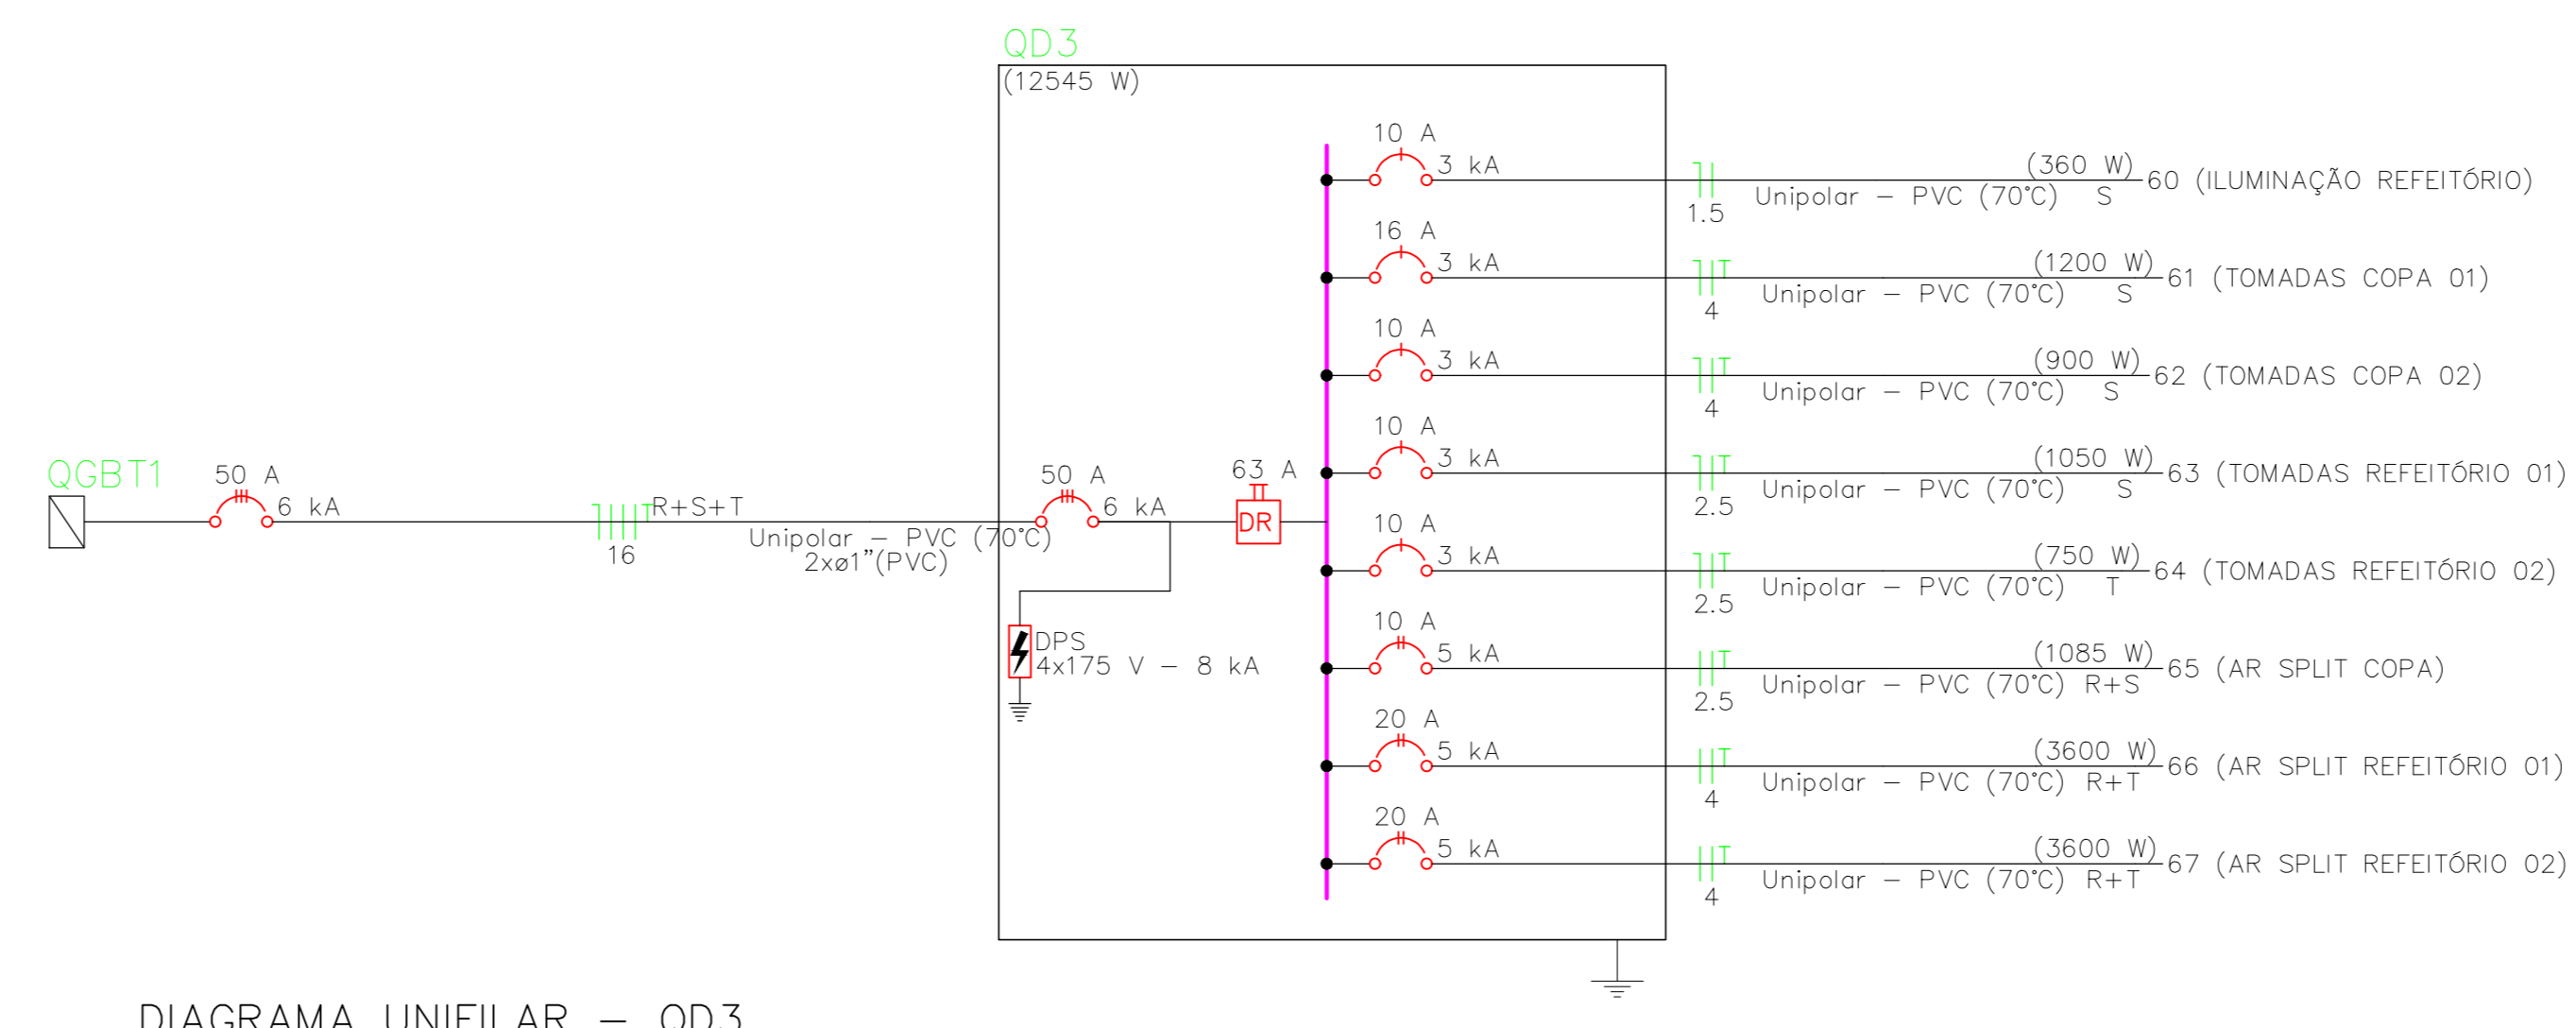 QD3
(12545 W)
10 A
3 kA
1.5
(360 W)
Unipolar – PVC (70°C) S
60 (ILUMINAÇÃO REFEITÓRIO)
16 A
3 kA
4
(1200 W)
Unipolar – PVC (70°C) S
61 (TOMADAS COPA 01)
10 A
3 kA
4
(900 W)
Unipolar – PVC (70°C) S
62 (TOMADAS COPA 02)
10 A
3 kA
2.5
(1050 W)
Unipolar – PVC (70°C) S
63 (TOMADAS REFEITÓRIO 01)
QGBT1
50 A
6 kA
16
R+S+T
Unipolar – PVC (70°C)
2xø1"(PVC)
50 A
6 kA
63 A
DR
10 A
3 kA
2.5
(750 W)
Unipolar – PVC (70°C) T
64 (TOMADAS REFEITÓRIO 02)
DPS
4x175 V – 8 kA
10 A
5 kA
2.5
(1085 W)
Unipolar – PVC (70°C) R+S
65 (AR SPLIT COPA)
20 A
5 kA
4
(3600 W)
Unipolar – PVC (70°C) R+T
66 (AR SPLIT REFEITÓRIO 01)
20 A
5 kA
4
(3600 W)
Unipolar – PVC (70°C) R+T
67 (AR SPLIT REFEITÓRIO 02)
DIAGRAMA UNIFILAR – QD3